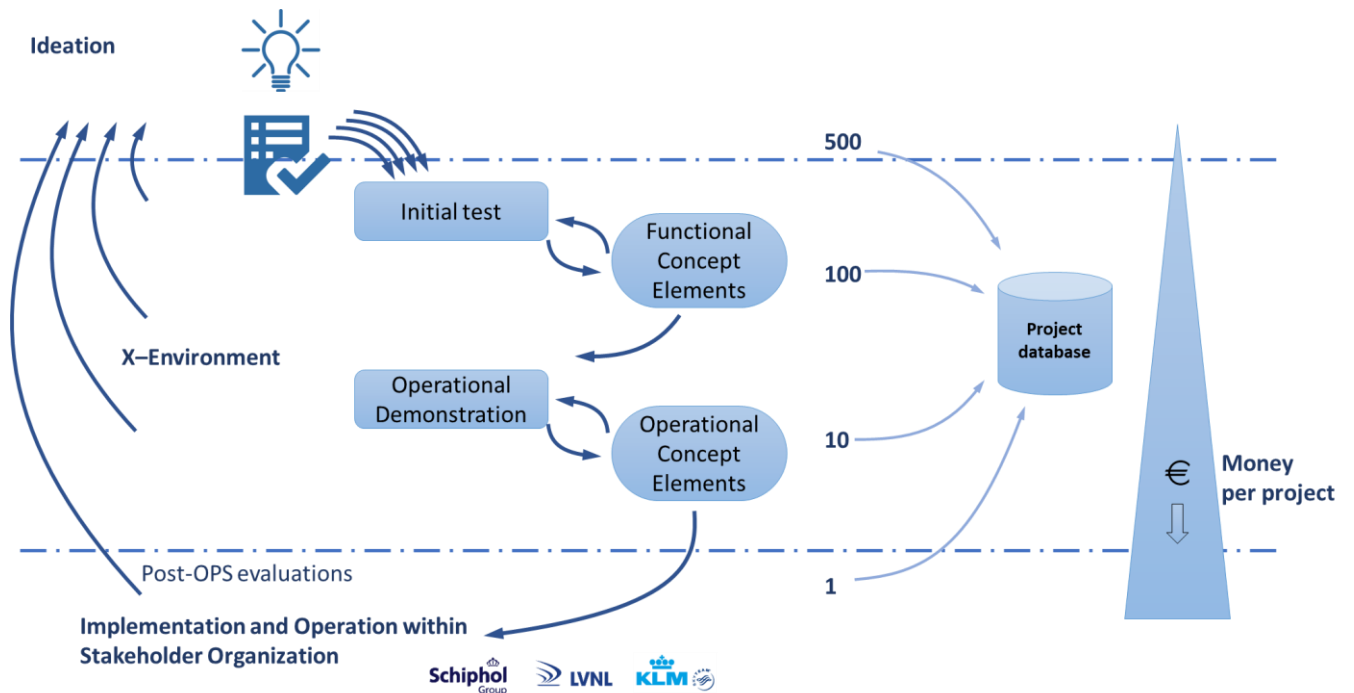 Ideation
500
Initial test
Functional
Concept
Elements
100
Project
database
X–Environment
Operational
Demonstration
Operational
Concept
Elements
10
€
Money
per project
Post-OPS evaluations
1
Implementation and Operation within
Stakeholder Organization
Schiphol
Group
LVNL
KLM